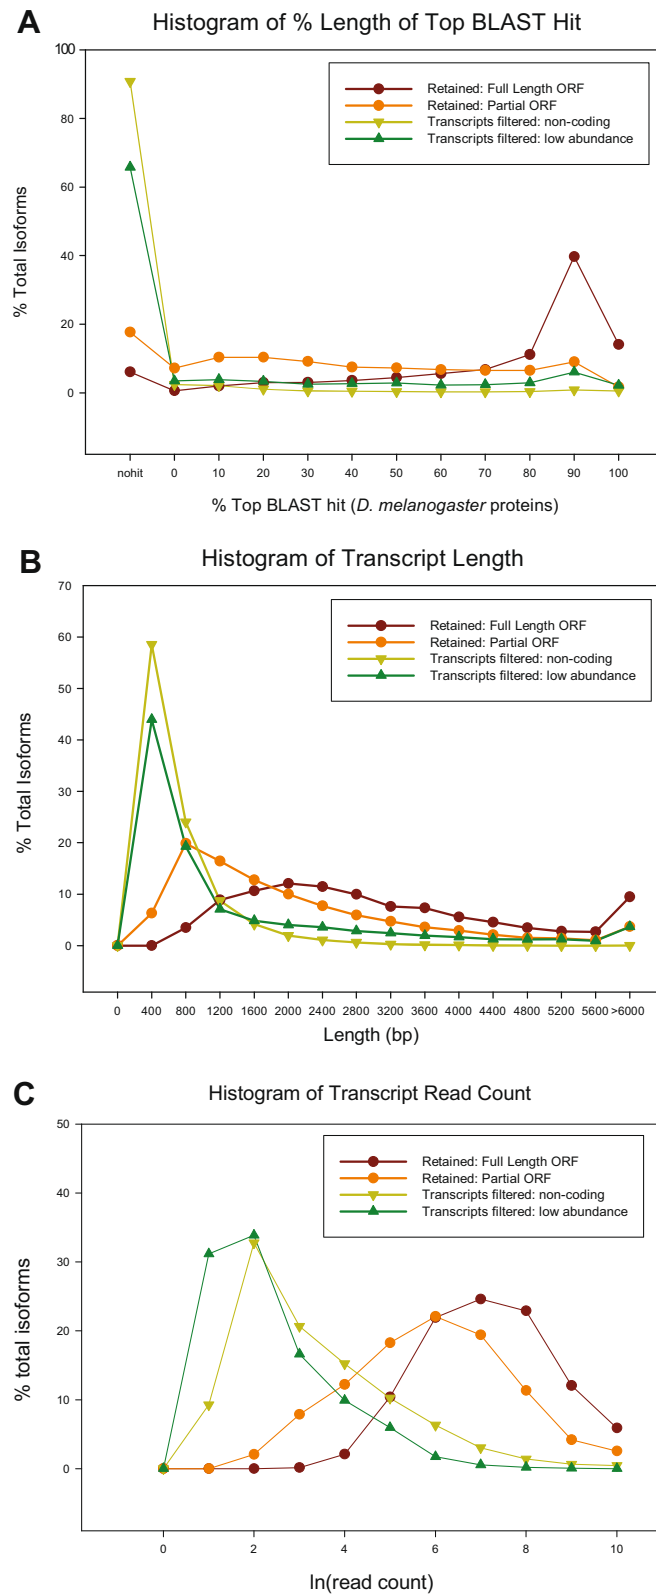 A
Histogram of % Length of Top BLAST Hit
100
80
60
40
20
0
% Total Isoforms
Retained: Full Length ORF
Retained: Partial ORF
Transcripts filtered: non-coding
Transcripts filtered: low abundance
nohit 0 10 20 30 40 50 60 70 80 90 100
% Top BLAST hit (D. melanogaster proteins)
B
Histogram of Transcript Length
70
60
50
40
30
20
10
0
% Total Isoforms
Retained: Full Length ORF
Retained: Partial ORF
Transcripts filtered: non-coding
Transcripts filtered: low abundance
0 400 800 1200 1600 2000 2400 2800 3200 3600 4000 4400 4800 5200 5600 >6000
Length (bp)
C
Histogram of Transcript Read Count
50
40
30
20
10
0
% total isoforms
Retained: Full Length ORF
Retained: Partial ORF
Transcripts filtered: non-coding
Transcripts filtered: low abundance
0 2 4 6 8 10
ln(read count)